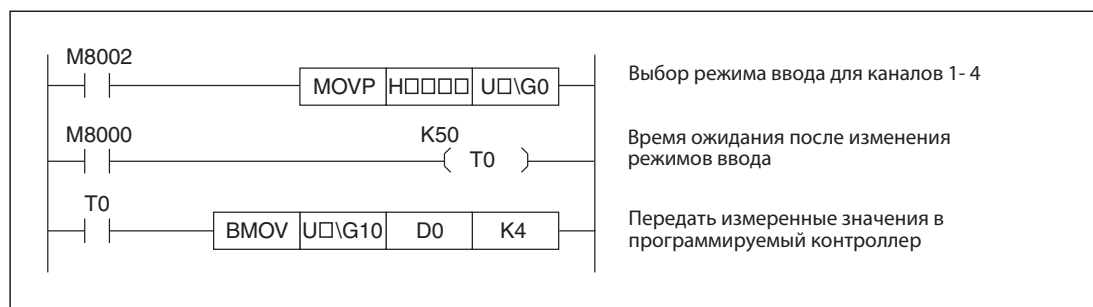 M8002
MOVP H□□□□ U□\G0
Выбор режима ввода для каналов 1- 4
M8000
K50
T0
Время ожидания после изменения
режимов ввода
T0
BMOV U□\G10 D0 K4
Передать измеренные значения в
программируемый контроллер